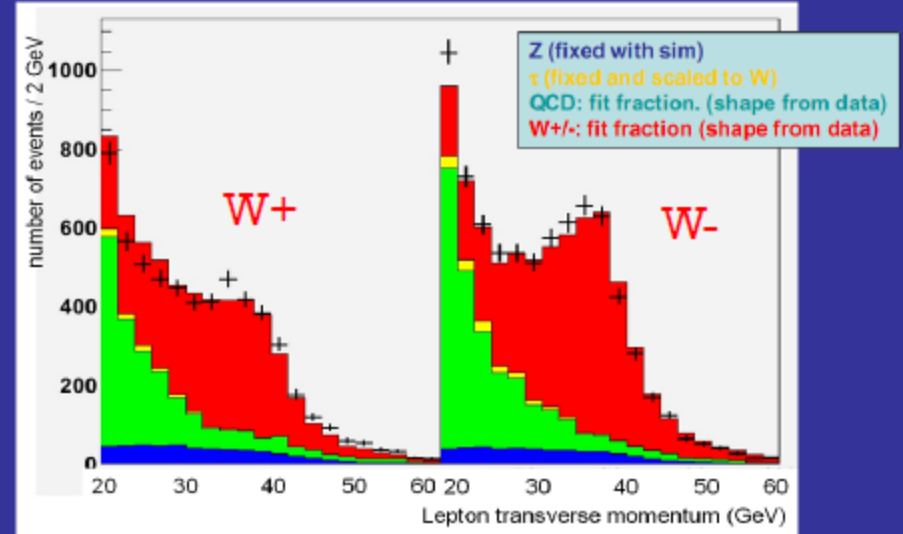 number of events / 2 GeV
1000
800
600
400
200
0
W+
W-
Z (fixed with sim)
τ (fixed and scaled to W)
QCD: fit fraction. (shape from data)
W+/-: fit fraction (shape from data)
20 30 40 50 60 20 30 40 50 60
Lepton transverse momentum (GeV)